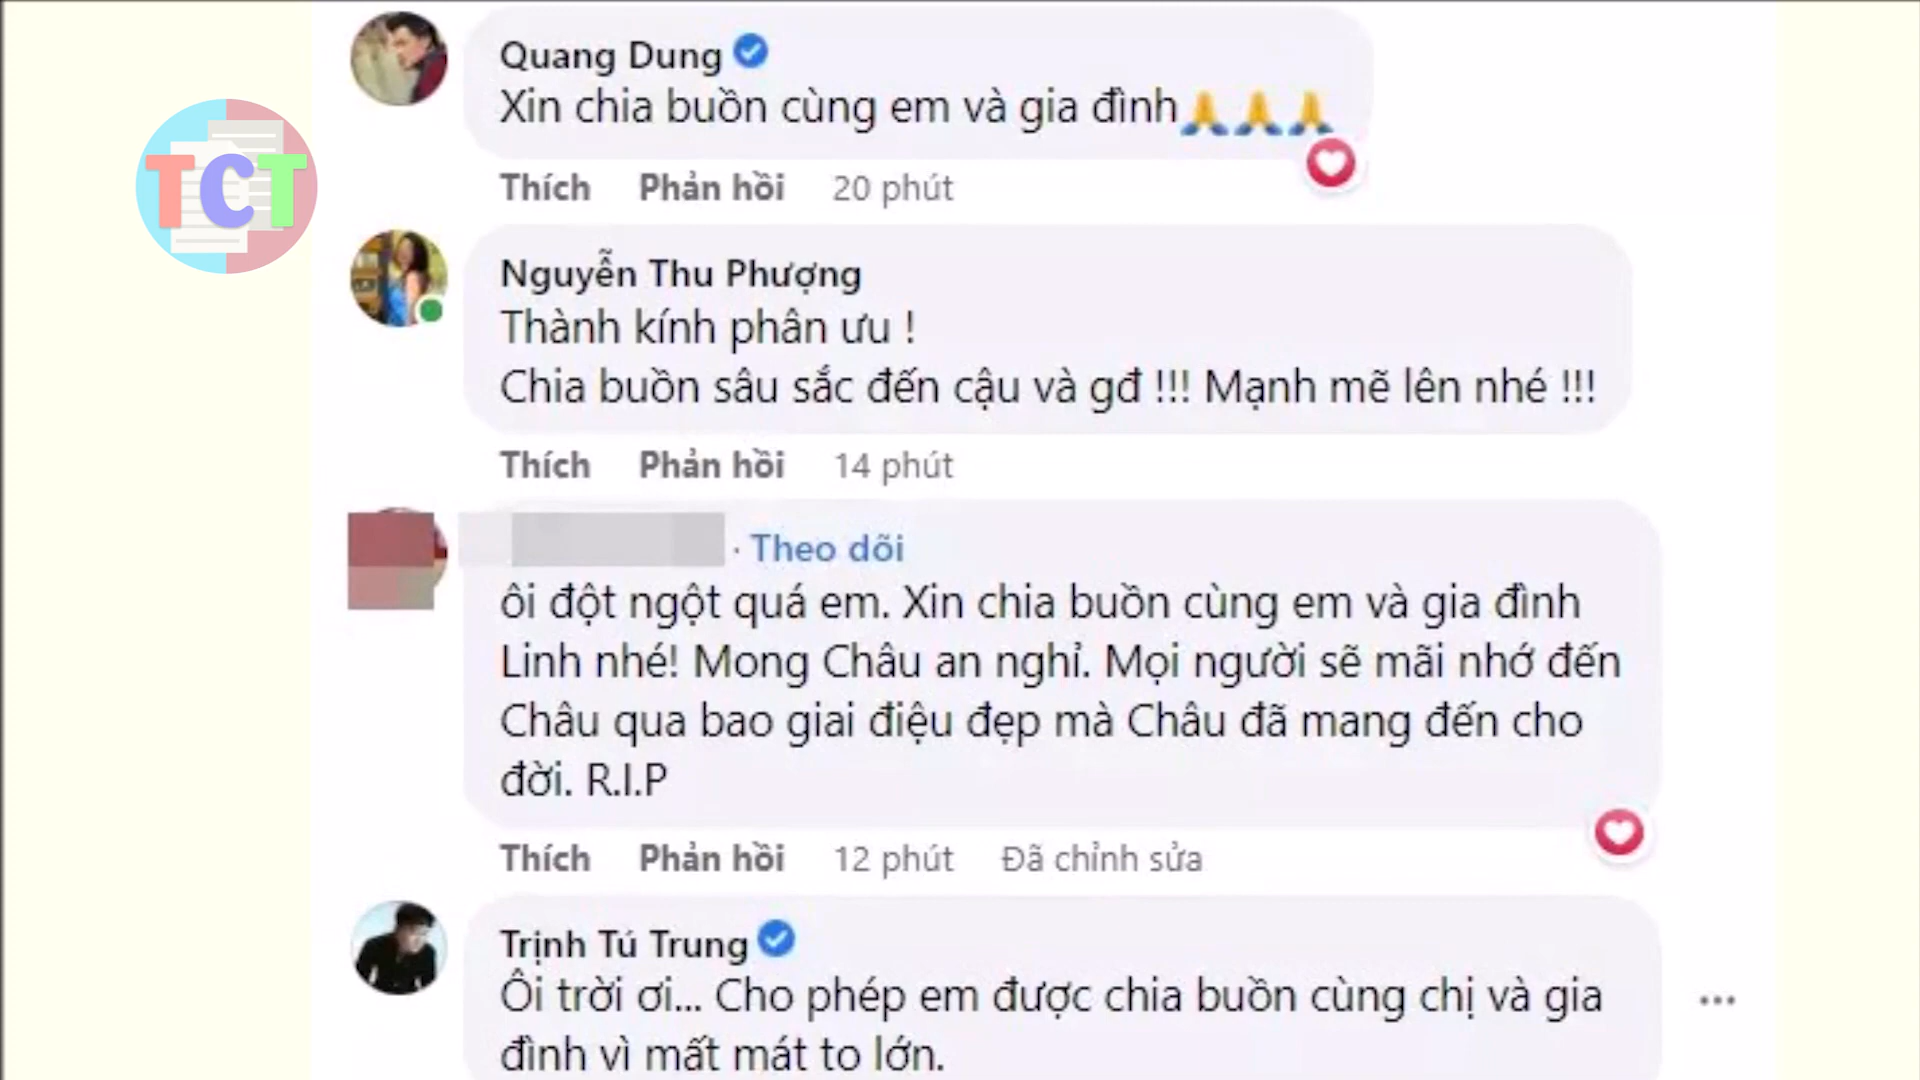 Quang Dung
Xin chia buồn cùng em và gia đình🙏🙏🙏
Thích Phản hồi 20 phút
TCT
Nguyễn Thu Phượng
Thành kính phân ưu !
Chia buồn sâu sắc đến cậu và gđ !!! Mạnh mẽ lên nhé !!!
Thích Phản hồi 14 phút
· Theo dõi
ôi đột ngột quá em. Xin chia buồn cùng em và gia đình
Linh nhé! Mong Châu an nghỉ. Mọi người sẽ mãi nhớ đến
Châu qua bao giai điệu đẹp mà Châu đã mang đến cho
đời. R.I.P
Thích Phản hồi 12 phút Đã chỉnh sửa
Trịnh Tú Trung
Ôi trời ơi... Cho phép em được chia buồn cùng chị và gia
đình vì mất mát to lớn.